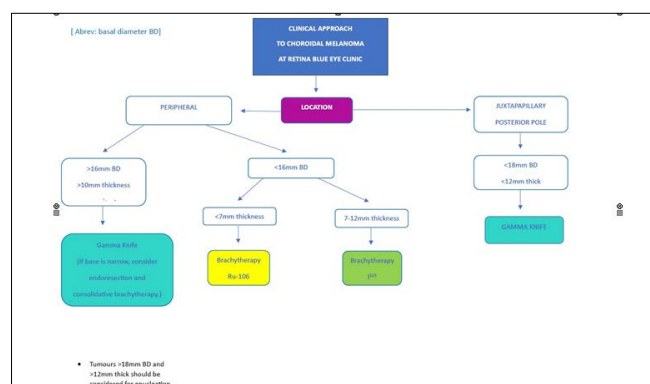 [ Abrev: basal diameter BD]
CLINICAL APPROACH
TO CHOROIDAL MELANOMA
AT RETINA BLUE EYE CLINIC
PERIPHERAL
LOCATION
JUXTAPAPILLARY
POSTERIOR POLE
>16mm BD
>10mm thickness
<16mm BD
<18mm BD
<12mm thick
<7mm thickness
7-12mm thickness
GAMMA KNIFE
Gamma Knife
(If base is narrow, consider
endoresection and
consolidative brachytherapy.)
Brachytherapy
Ru-106
Brachytherapy
• Tumours >18mm BD and
>12mm thick should be
considered for enucleation